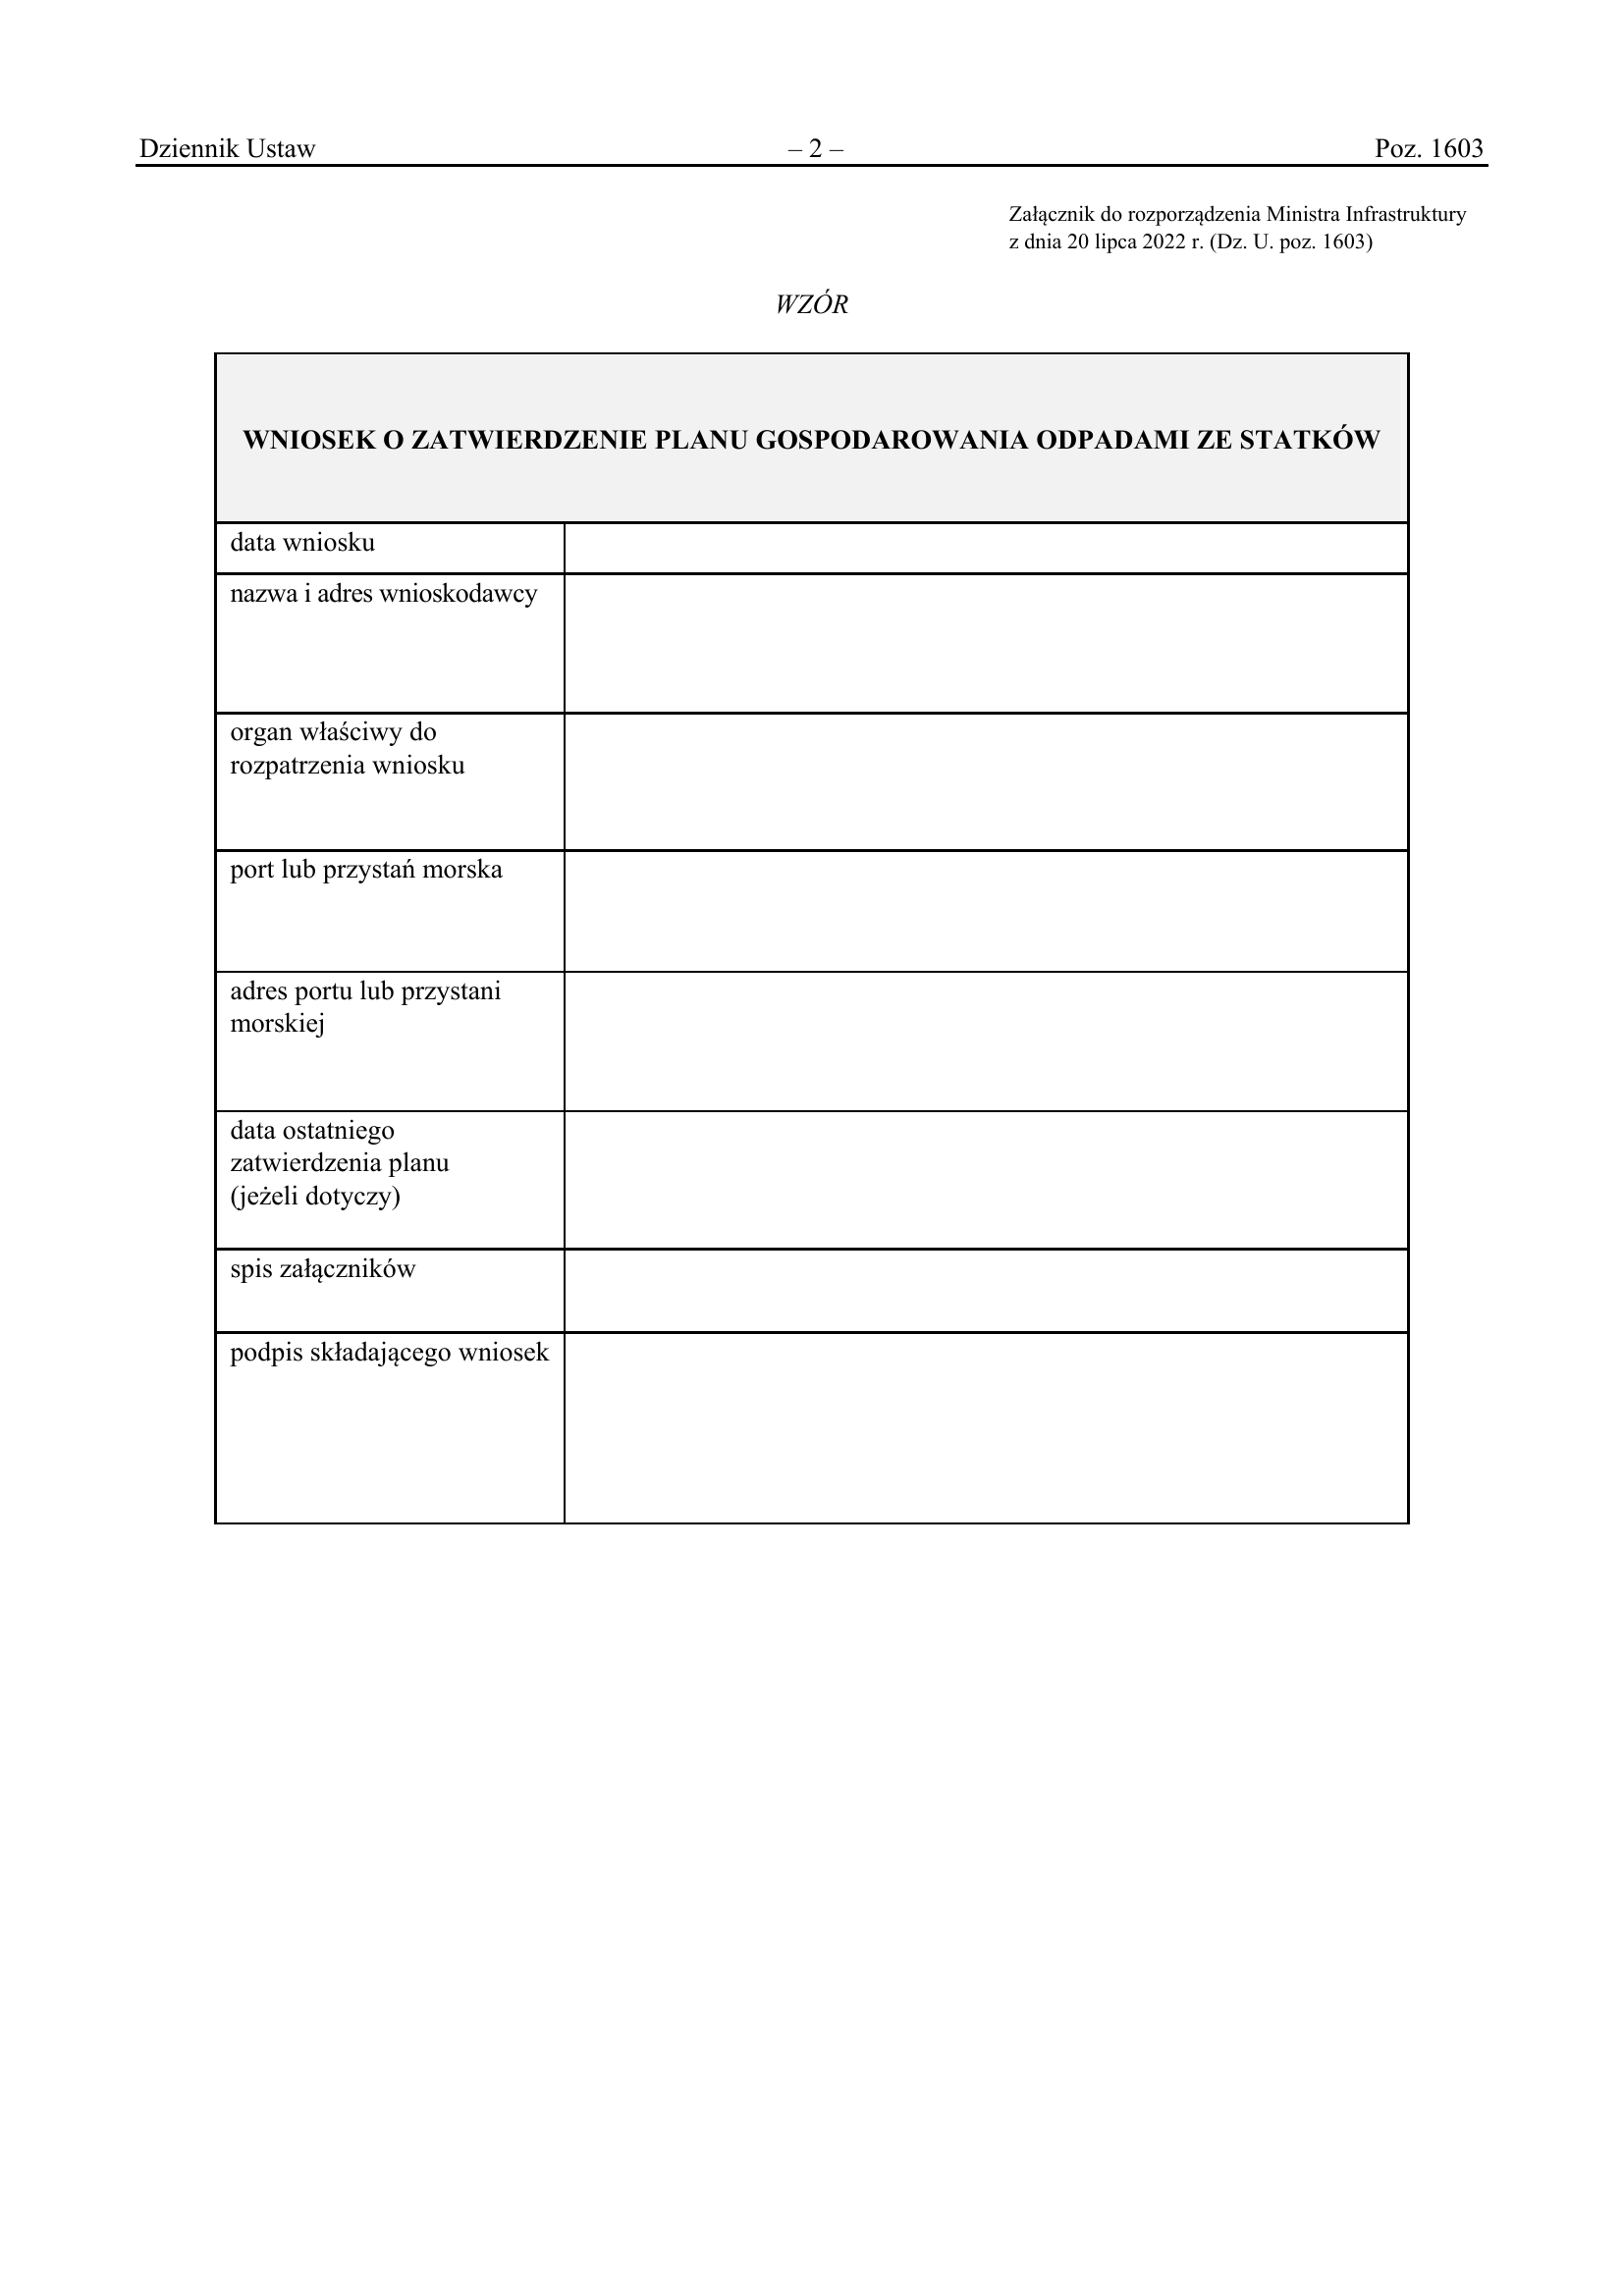 Dziennik Ustaw – 2 – Poz. 1603
Załącznik do rozporządzenia Ministra Infrastruktury
z dnia 20 lipca 2022 r. (Dz. U. poz. 1603)
WZÓR
WNIOSEK O ZATWIERDZENIE PLANU GOSPODAROWANIA ODPADAMI ZE STATKÓW
data wniosku
nazwa i adres wnioskodawcy
organ właściwy do
rozpatrzenia wniosku
port lub przystań morska
adres portu lub przystani
morskiej
data ostatniego
zatwierdzenia planu
(jeżeli dotyczy)
spis załączników
podpis składającego wniosek